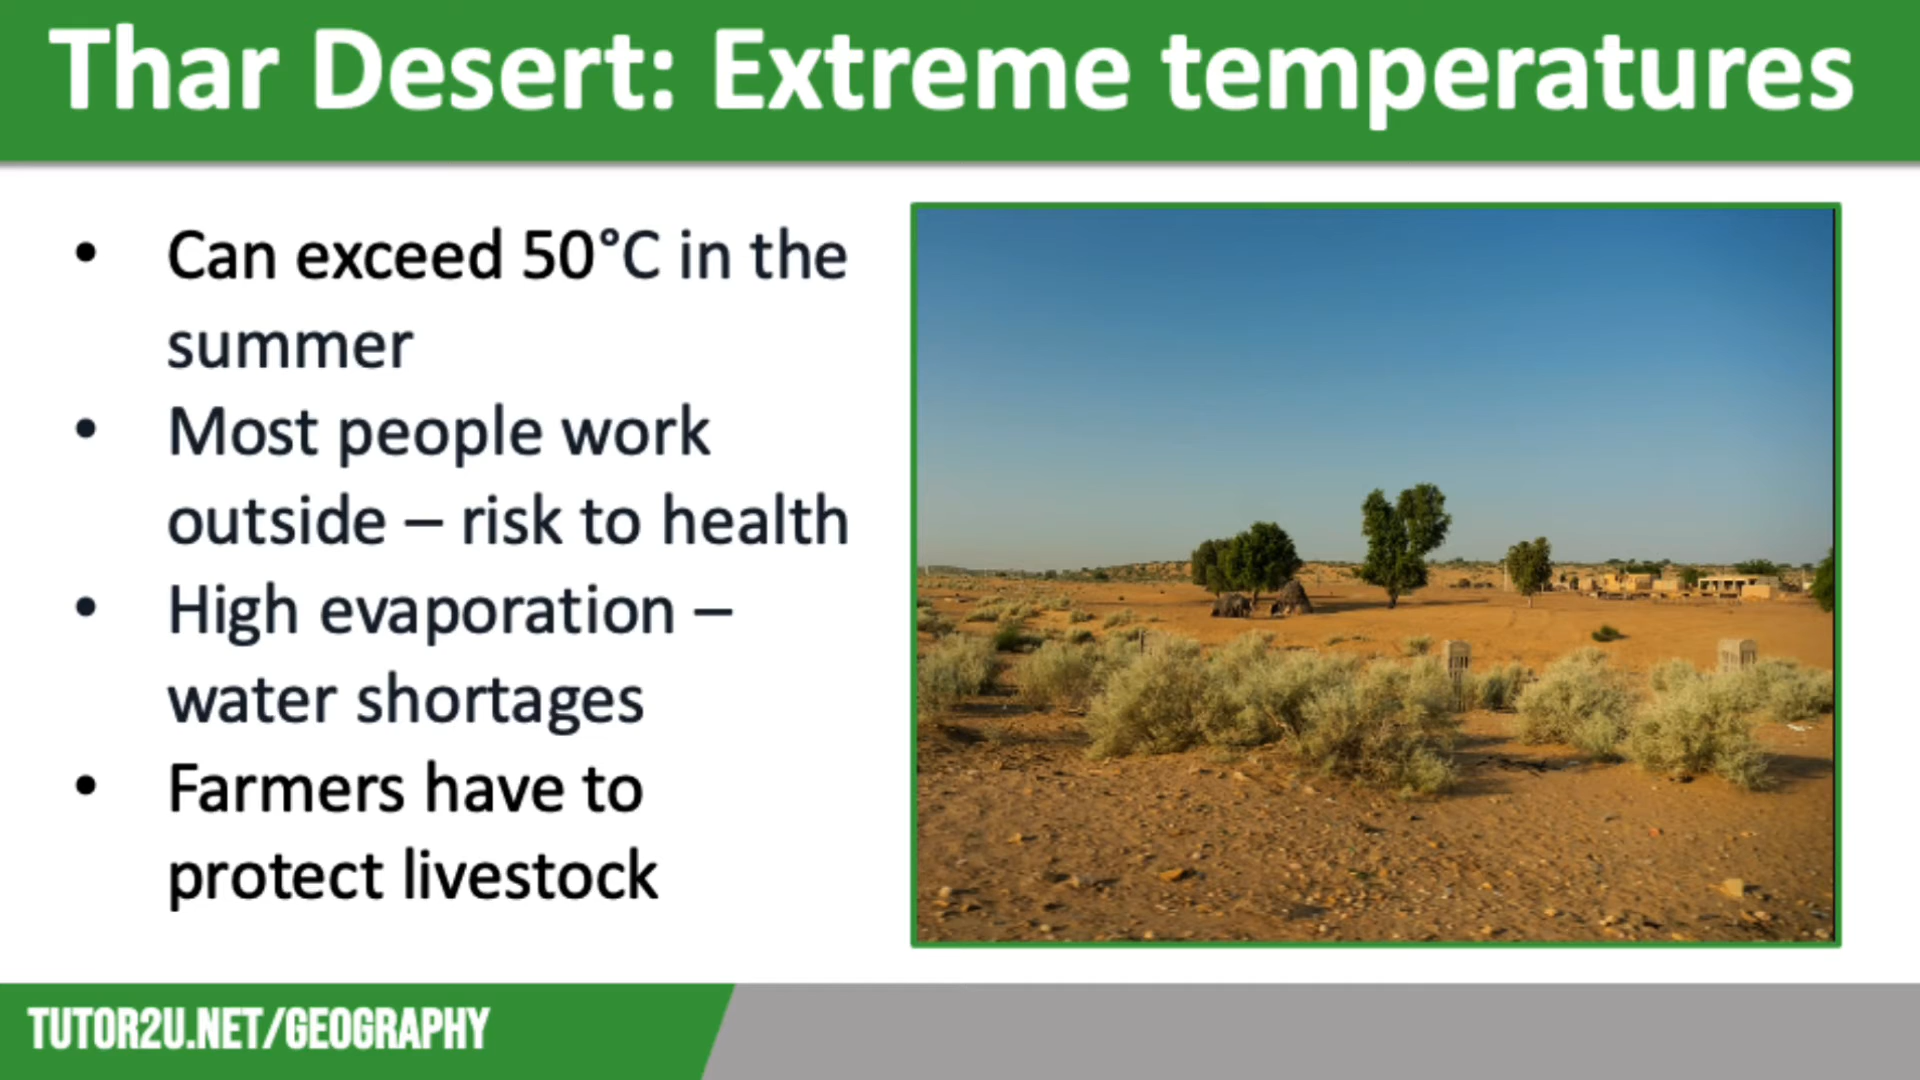 Thar Desert: Extreme temperatures
• Can exceed 50°C in the
summer
• Most people work
outside – risk to health
• High evaporation –
water shortages
• Farmers have to
protect livestock
TUTOR2U.NET/GEOGRAPHY